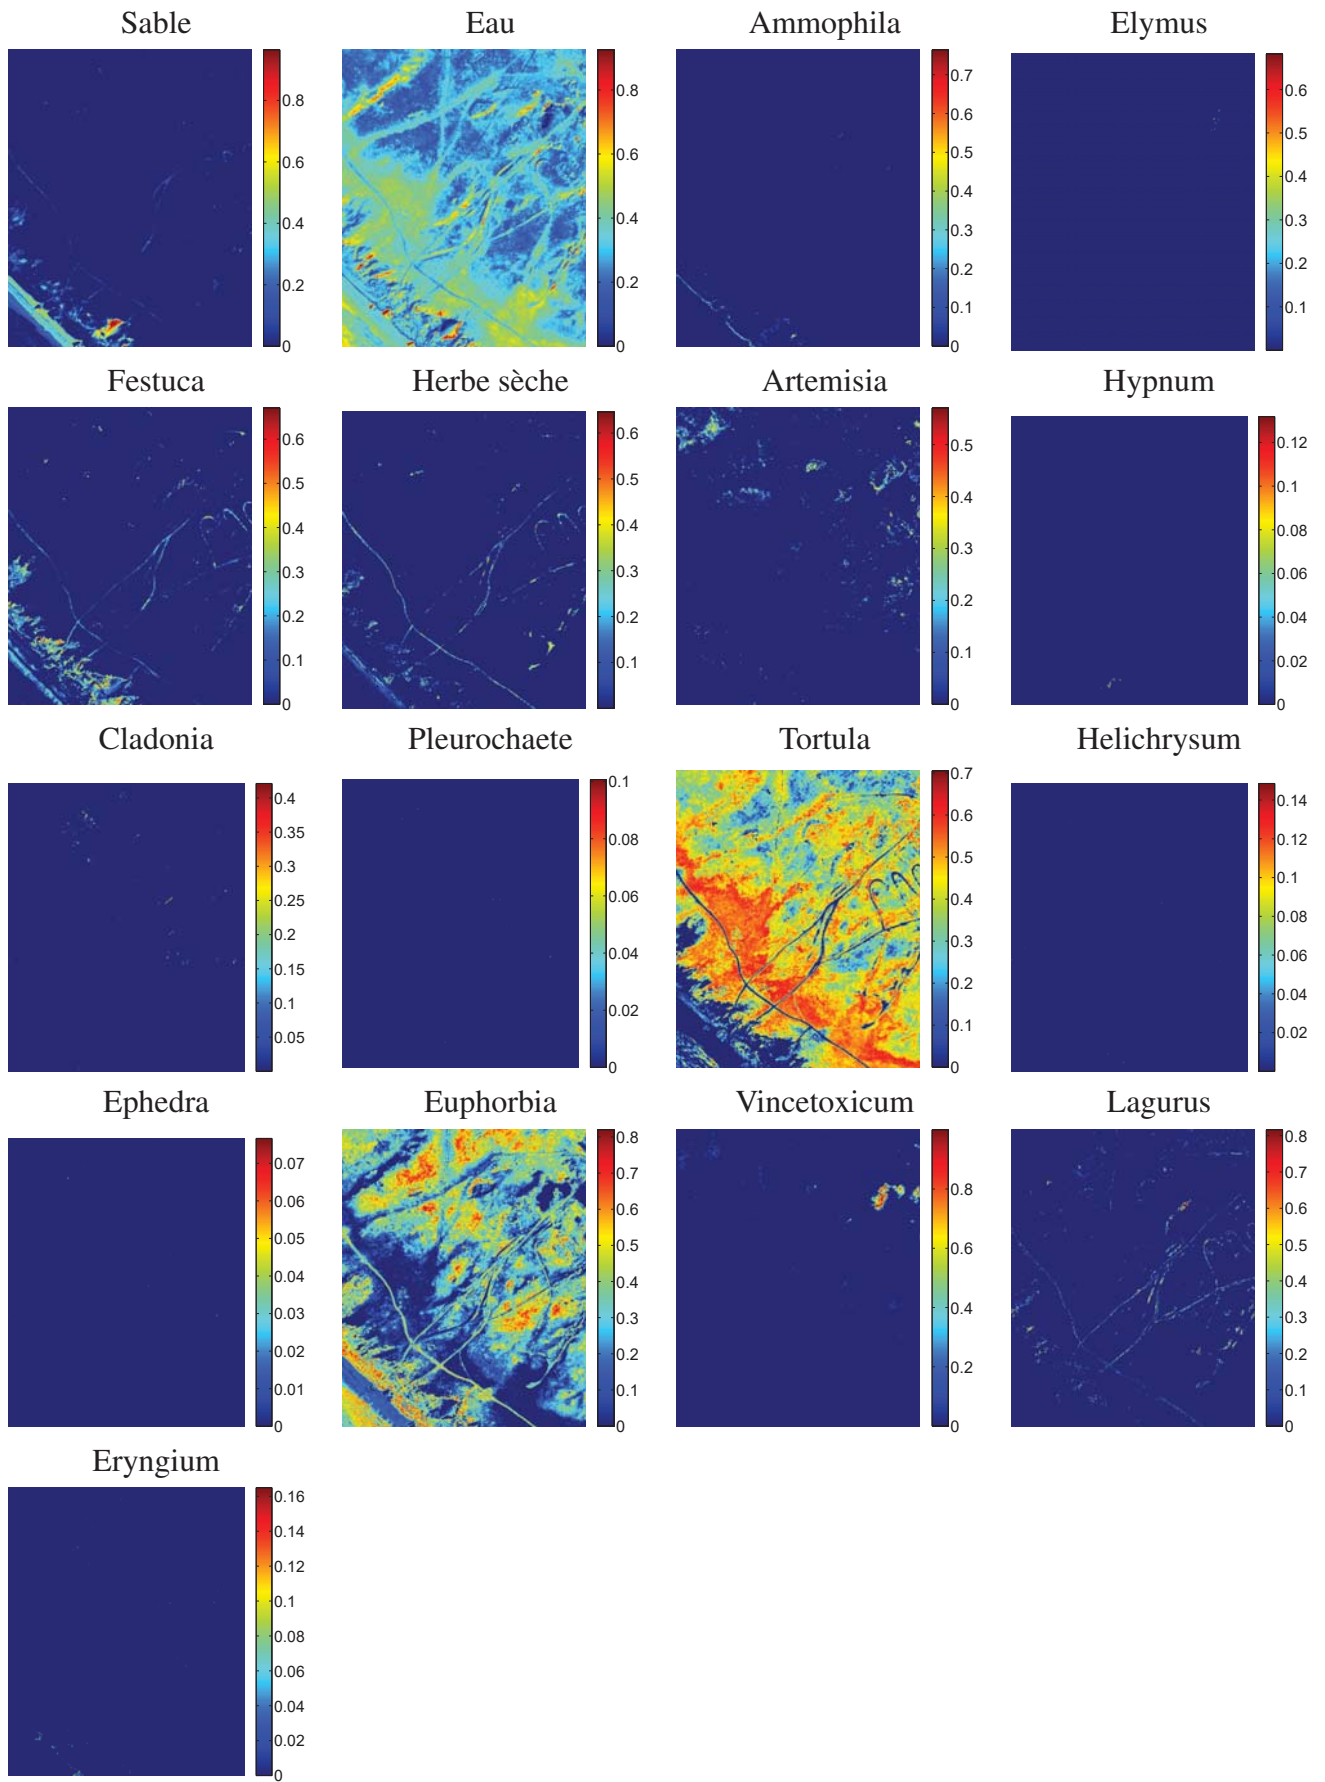 Sable Eau Ammophila Elymus
0.8 0.6 0.4 0.2 0
0.8 0.6 0.4 0.2 0
0.7 0.6 0.5 0.4 0.3 0.2 0.1 0
0.6 0.5 0.4 0.3 0.2 0.1
Festuca Herbe sèche Artemisia Hypnum
0.6 0.5 0.4 0.3 0.2 0.1 0
0.6 0.5 0.4 0.3 0.2 0.1
0.5 0.4 0.3 0.2 0.1 0
0.12 0.1 0.08 0.06 0.04 0.02 0
Cladonia Pleurochaete Tortula Helichrysum
0.4 0.35 0.3 0.25 0.2 0.15 0.1 0.05
0.1 0.08 0.06 0.04 0.02 0
0.7 0.6 0.5 0.4 0.3 0.2 0.1 0
0.14 0.12 0.1 0.08 0.06 0.04 0.02
Ephedra Euphorbia Vincetoxicum Lagurus
0.07 0.06 0.05 0.04 0.03 0.02 0.01 0
0.8 0.7 0.6 0.5 0.4 0.3 0.2 0.1 0
0.8 0.6 0.4 0.2 0
0.8 0.7 0.6 0.5 0.4 0.3 0.2 0.1 0
Eryngium
0.16 0.14 0.12 0.1 0.08 0.06 0.04 0.02 0